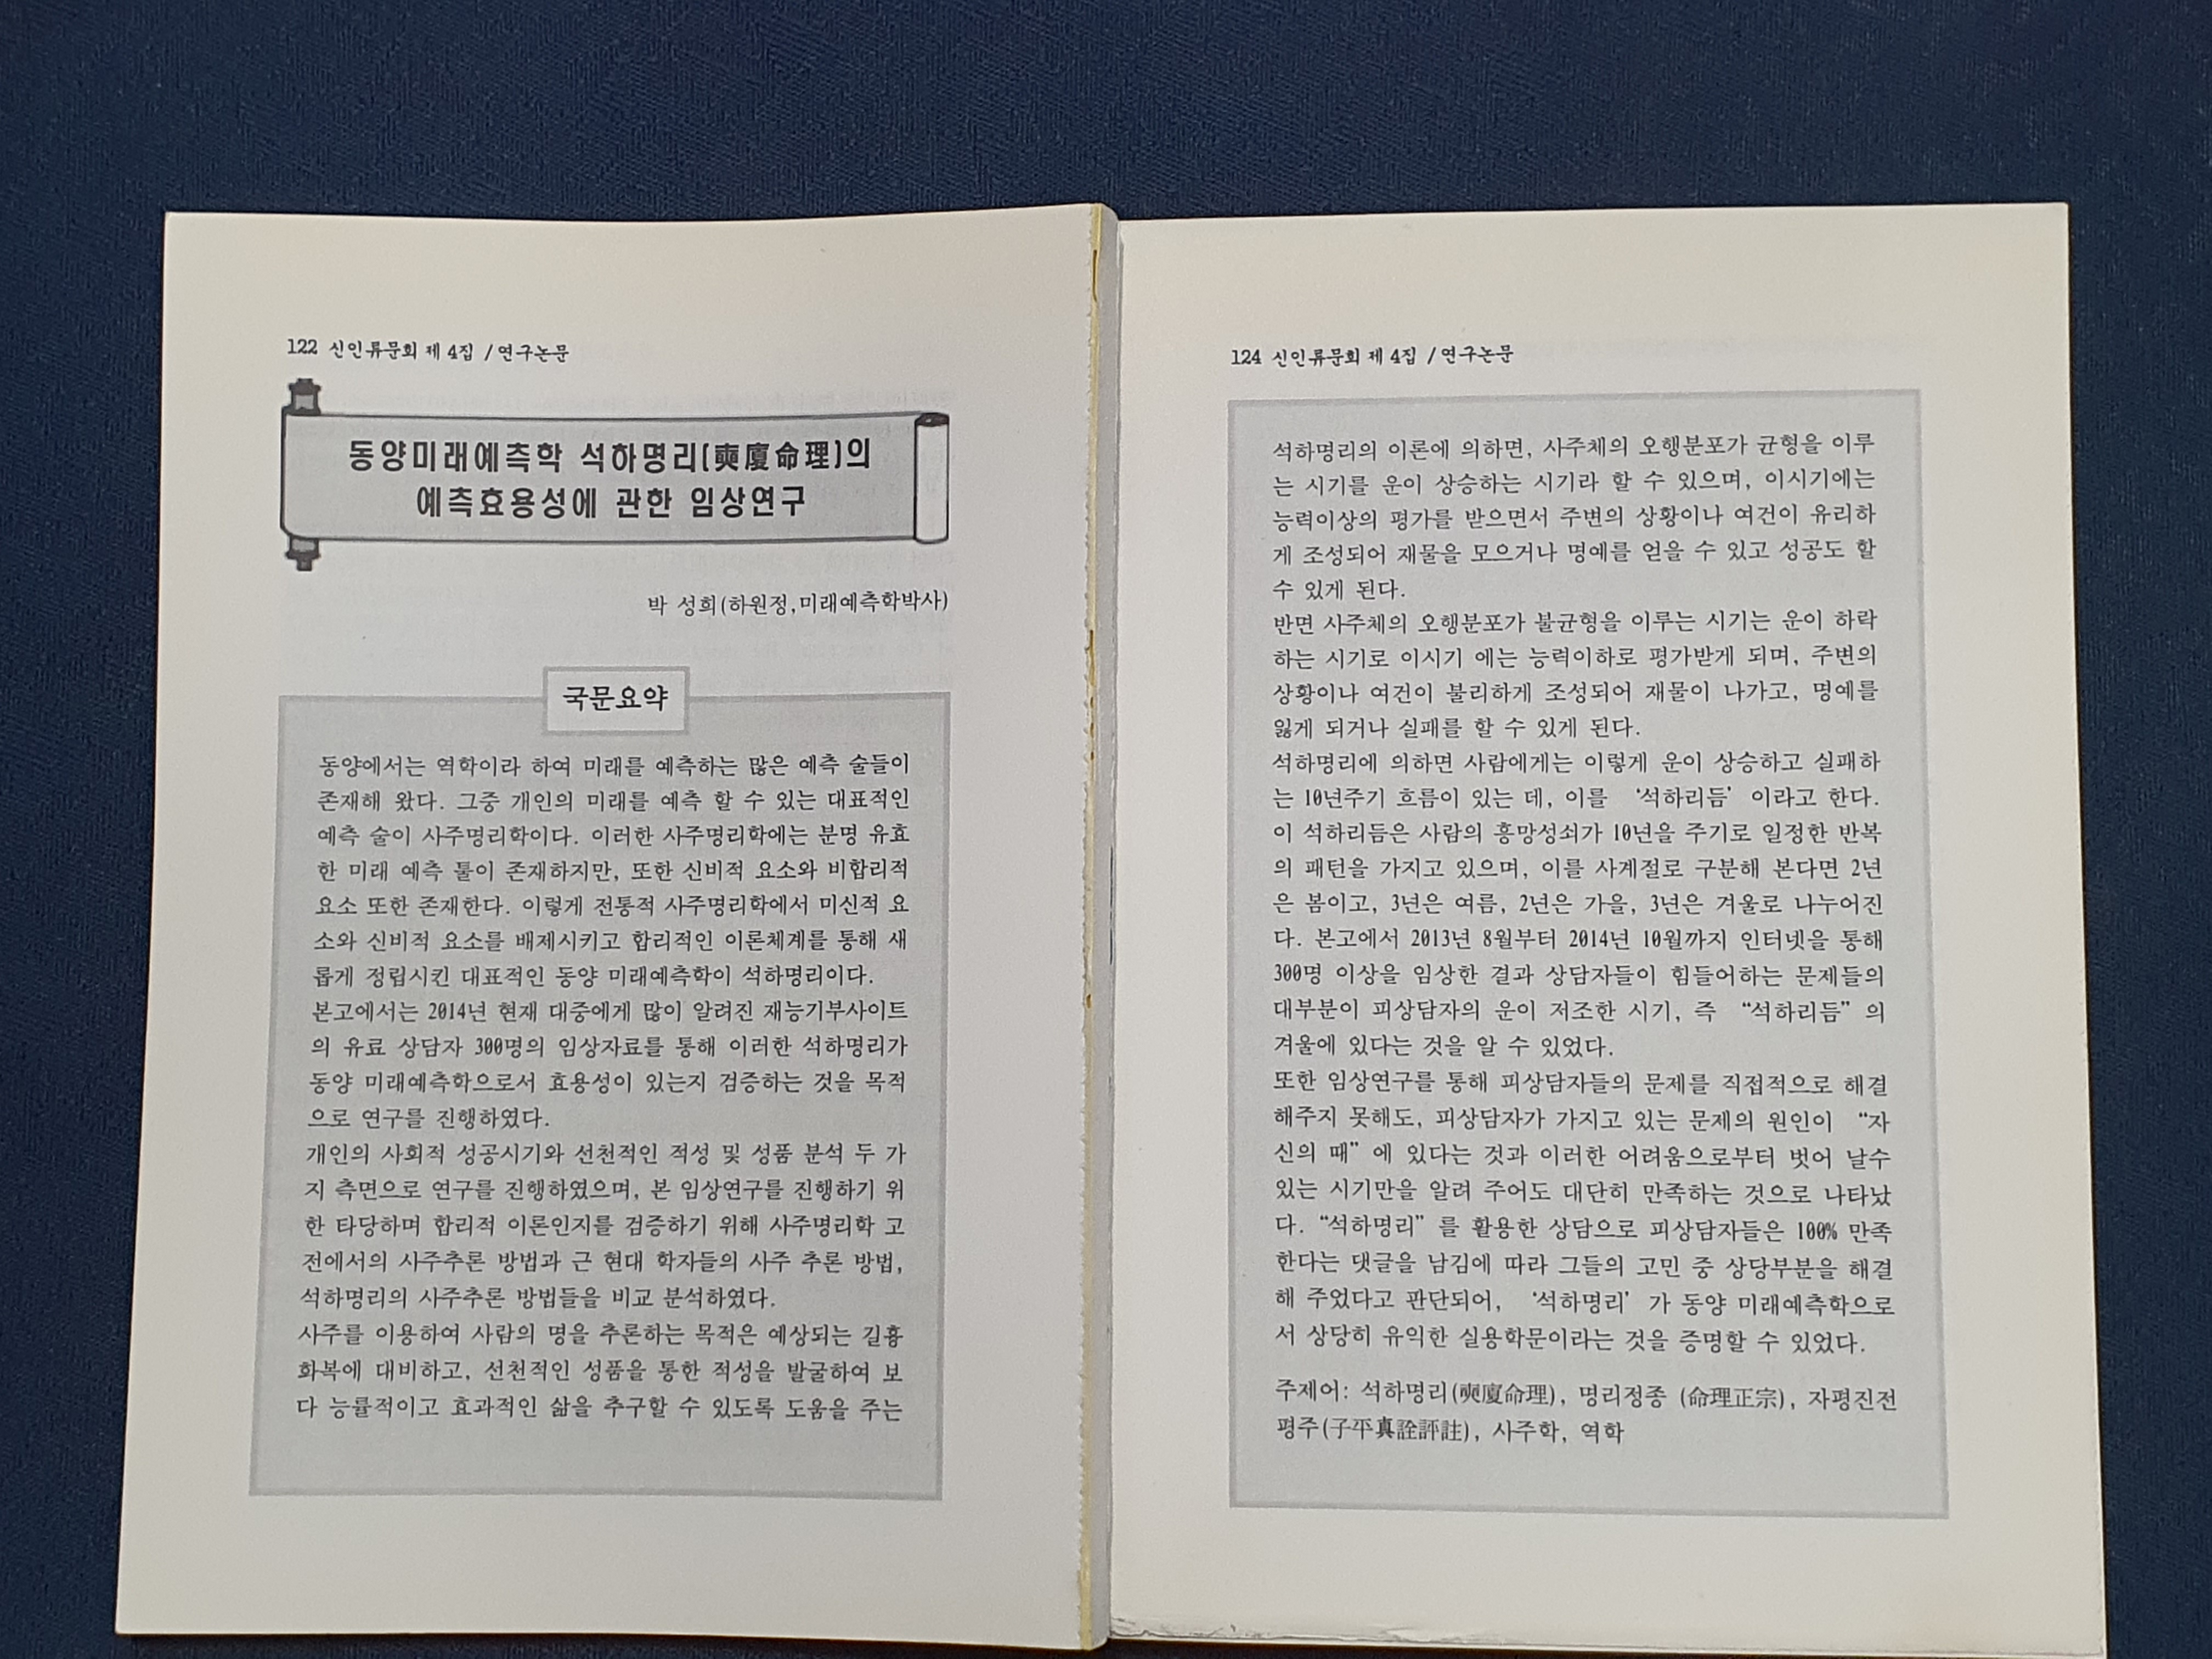 122 신인류문회 제 4집 / 연구논문
동양미래예측학 석하명리(奭廈命理)의
예측효용성에 관한 임상연구
박 성희(하원정,미래예측학박사)
국문요약
동양에서는 역학이라 하여 미래를 예측하는 많은 예측 술들이
존재해 왔다. 그중 개인의 미래를 예측 할 수 있는 대표적인
예측 술이 사주명리학이다. 이러한 사주명리학에는 분명 유효
한 미래 예측 툴이 존재하지만, 또한 신비적 요소와 비합리적
요소 또한 존재한다. 이렇게 전통적 사주명리학에서 미신적 요
소와 신비적 요소를 배제시키고 합리적인 이론체계를 통해 새
롭게 정립시킨 대표적인 동양 미래예측학이 석하명리이다.
본고에서는 2014년 현재 대중에게 많이 알려진 재능기부사이트
의 유료 상담자 300명의 임상자료를 통해 이러한 석하명리가
동양 미래예측학으로서 효용성이 있는지 검증하는 것을 목적
으로 연구를 진행하였다.
개인의 사회적 성공시기와 선천적인 적성 및 성품 분석 두 가
지 측면으로 연구를 진행하였으며, 본 임상연구를 진행하기 위
한 타당하며 합리적 이론인지를 검증하기 위해 사주명리학 고
전에서의 사주추론 방법과 근 현대 학자들의 사주 추론 방법,
석하명리의 사주추론 방법들을 비교 분석하였다.
사주를 이용하여 사람의 명을 추론하는 목적은 예상되는 길흉
화복에 대비하고, 선천적인 성품을 통한 적성을 발굴하여 보
다 능률적이고 효과적인 삶을 추구할 수 있도록 도움을 주는
124 신인류문회 제 4집 / 연구논문
석하명리의 이론에 의하면, 사주체의 오행분포가 균형을 이루
는 시기를 운이 상승하는 시기라 할 수 있으며, 이시기에는
능력이상의 평가를 받으면서 주변의 상황이나 여건이 유리하
게 조성되어 재물을 모으거나 명예를 얻을 수 있고 성공도 할
수 있게 된다.
반면 사주체의 오행분포가 불균형을 이루는 시기는 운이 하락
하는 시기로 이시기 에는 능력이하로 평가받게 되며, 주변의
상황이나 여건이 불리하게 조성되어 재물이 나가고, 명예를
잃게 되거나 실패를 할 수 있게 된다.
석하명리에 의하면 사람에게는 이렇게 운이 상승하고 실패하
는 10년주기 흐름이 있는 데, 이를 ‘석하리듬’ 이라고 한다.
이 석하리듬은 사람의 흥망성쇠가 10년을 주기로 일정한 반복
의 패턴을 가지고 있으며, 이를 사계절로 구분해 본다면 2년
은 봄이고, 3년은 여름, 2년은 가을, 3년은 겨울로 나누어진
다. 본고에서 2013년 8월부터 2014년 10월까지 인터넷을 통해
300명 이상을 임상한 결과 상담자들이 힘들어하는 문제들의
대부분이 피상담자의 운이 저조한 시기, 즉 “석하리듬” 의
겨울에 있다는 것을 알 수 있었다.
또한 임상연구를 통해 피상담자들의 문제를 직접적으로 해결
해주지 못해도, 피상담자가 가지고 있는 문제의 원인이 “자
신의 때” 에 있다는 것과 이러한 어려움으로부터 벗어 날수
있는 시기만을 알려 주어도 대단히 만족하는 것으로 나타났
다. “석하명리” 를 활용한 상담으로 피상담자들은 100% 만족
한다는 댓글을 남김에 따라 그들의 고민 중 상당부분을 해결
해 주었다고 판단되어, ‘석하명리’ 가 동양 미래예측학으로
서 상당히 유익한 실용학문이라는 것을 증명할 수 있었다.
주제어: 석하명리(奭廈命理), 명리정종 (命理正宗), 자평진전
평주(子平真詮評註), 사주학, 역학